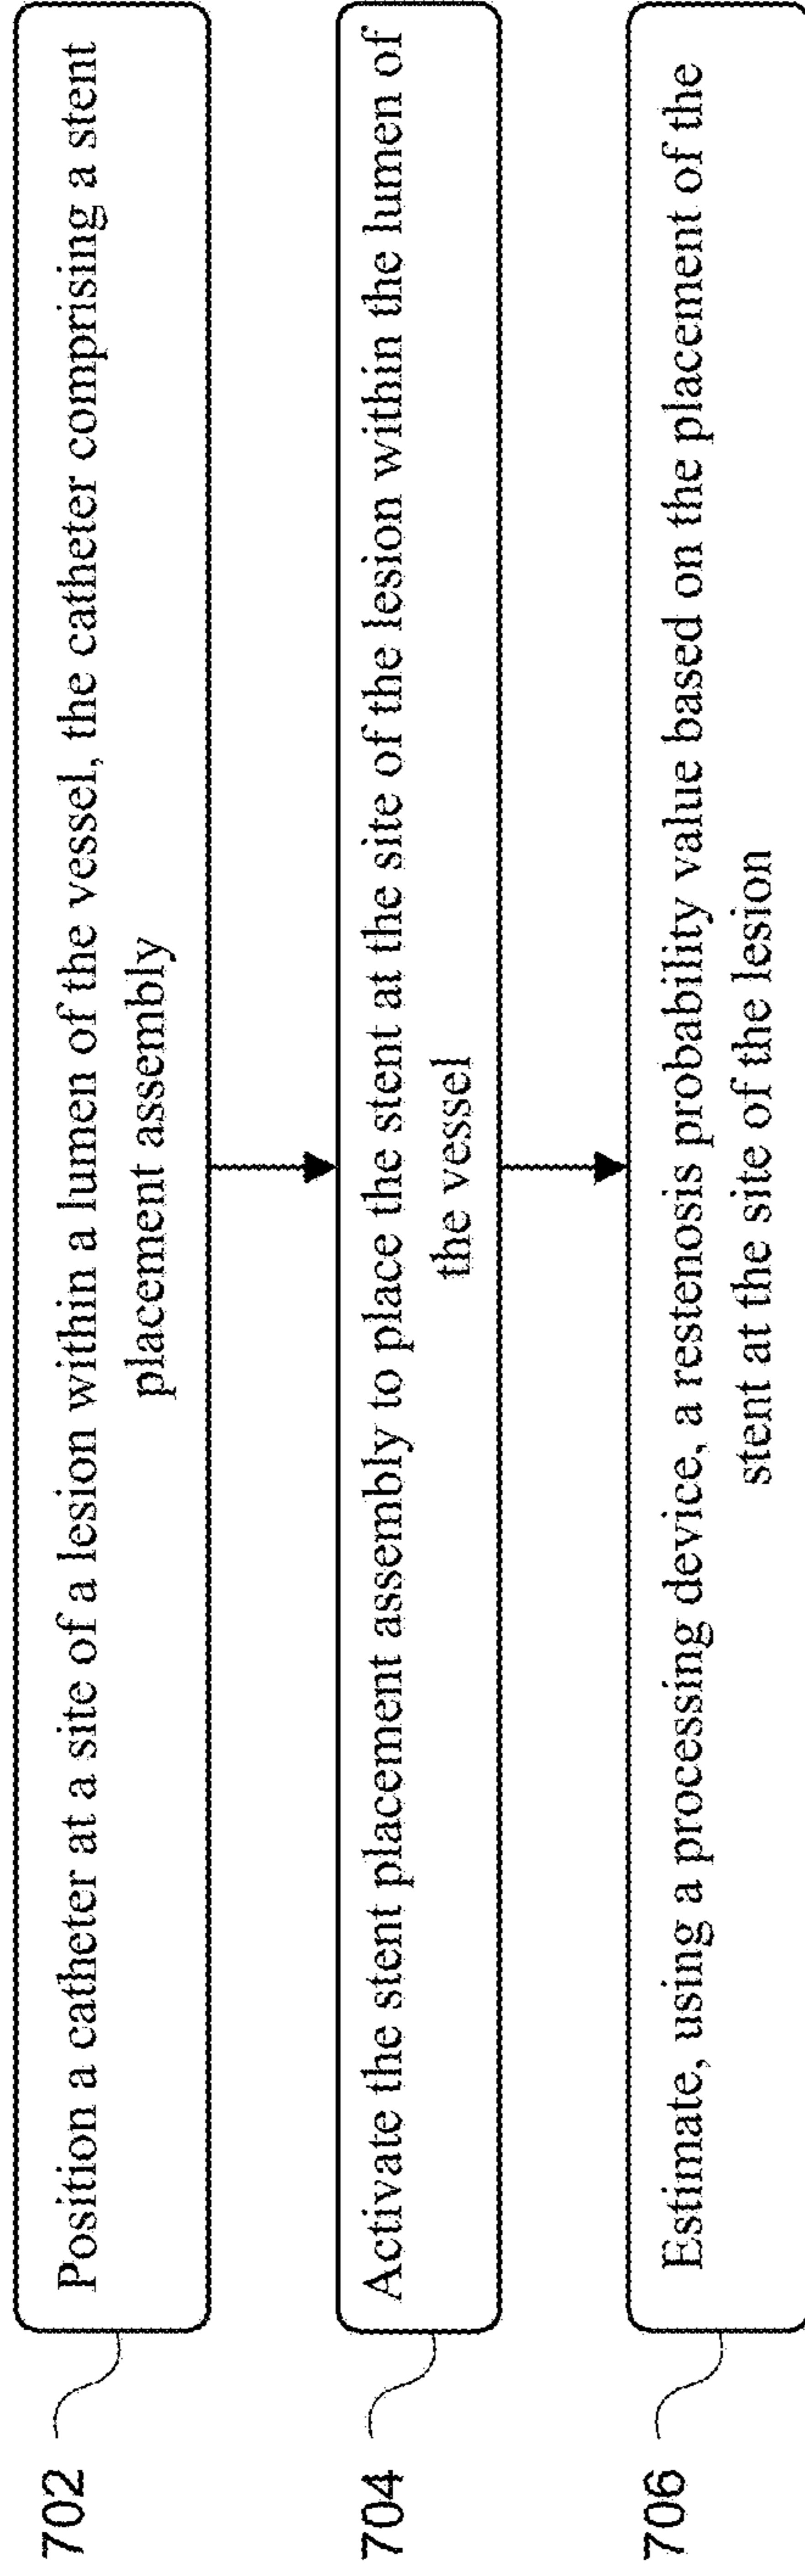 702
Position a catheter at a site of a lesion within a lumen of the vessel, the catheter comprising a stent
placement assembly
704
Activate the stent placement assembly to place the stent at the site of the lesion within the lumen of
the vessel
706
Estimate, using a processing device, a restenosis probability value based on the placement of the
stent at the site of the lesion